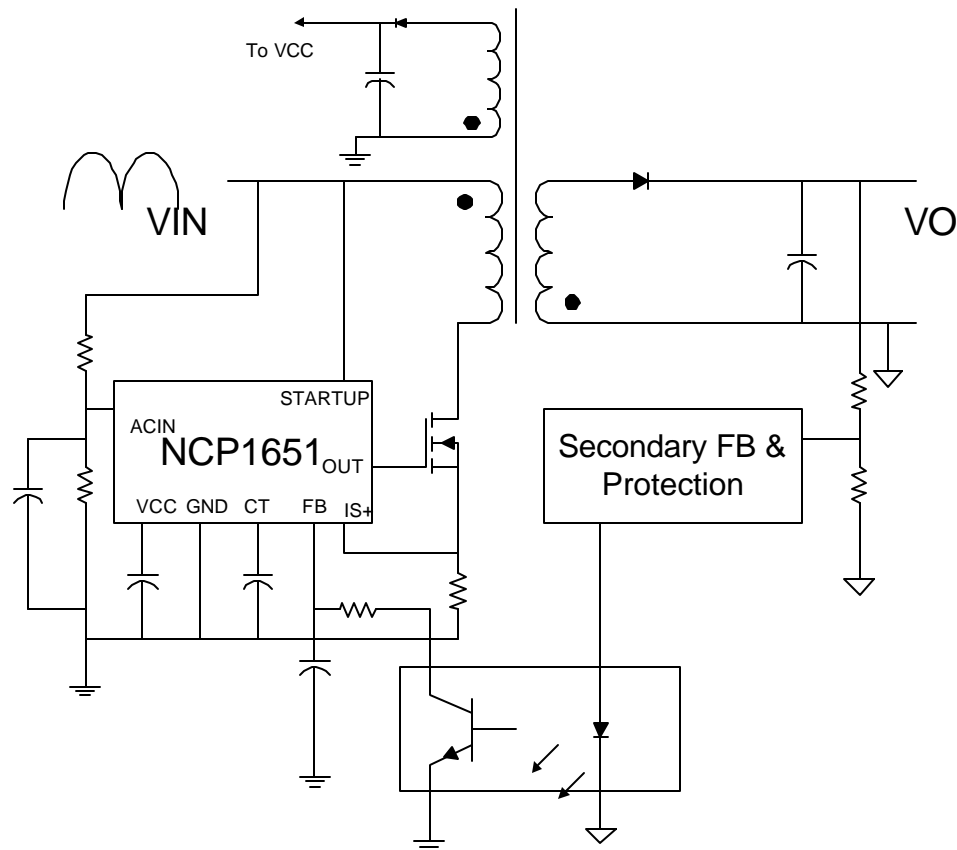 To VCC
VIN
VO
STARTUP
ACIN
NCP1651
OUT
VCC GND CT FB IS+
Secondary FB &
Protection